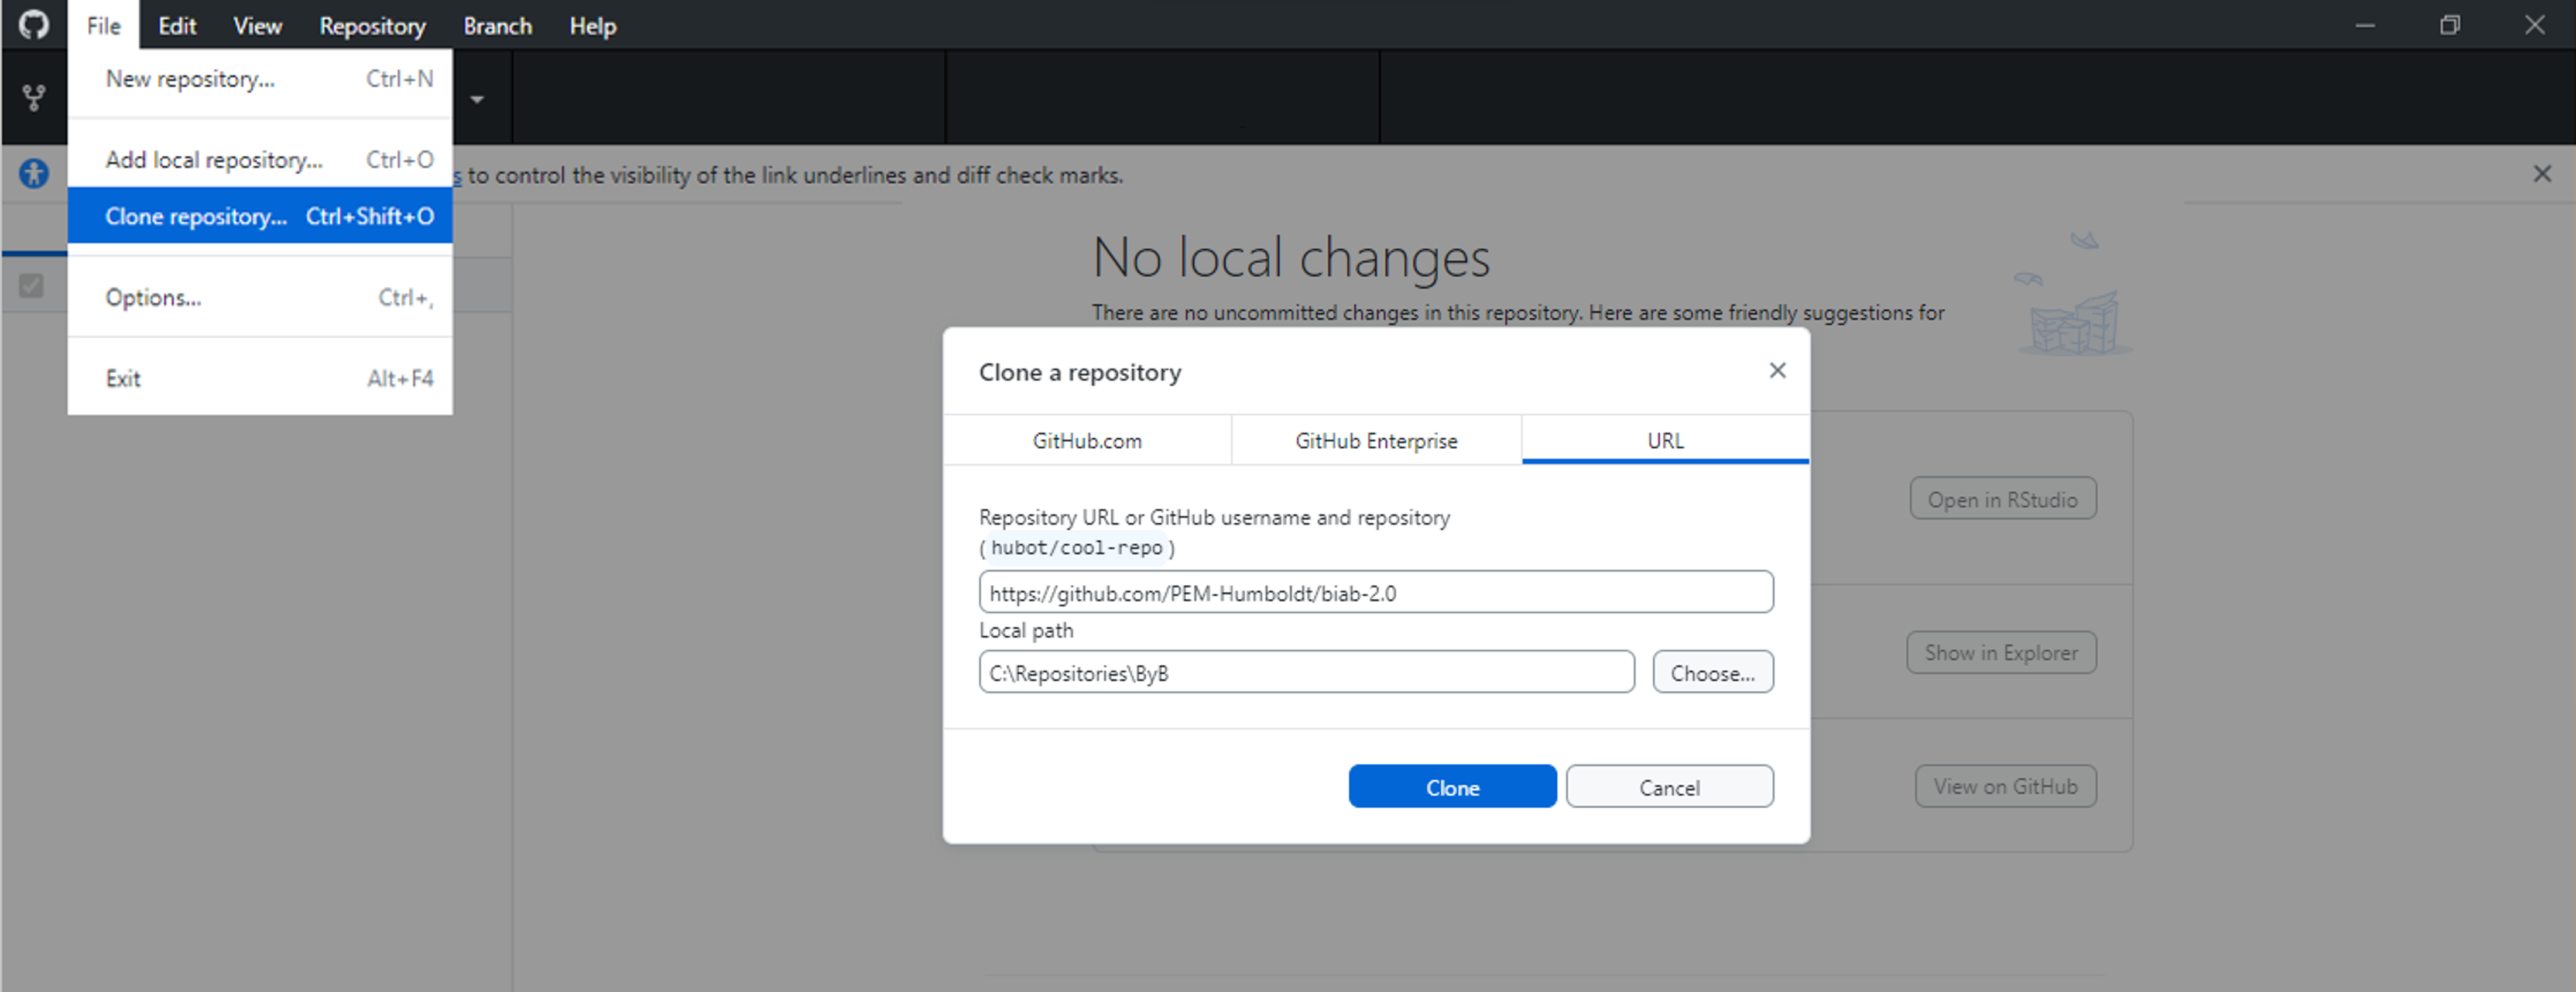 File Edit View Repository Branch Help
New repository... Ctrl+N
Add local repository... Ctrl+O
s to control the visibility of the link underlines and diff check marks.
Clone repository... Ctrl+Shift+O
Options... Ctrl+,
Exit Alt+F4
No local changes
There are no uncommitted changes in this repository. Here are some friendly suggestions for
Clone a repository
GitHub.com GitHub Enterprise URL
Repository URL or GitHub username and repository
(hubot/cool-repo)
https://github.com/PEM-Humboldt/biab-2.0
Local path
C:\Repositories\ByB Choose...
Clone Cancel
Open in RStudio
Show in Explorer
View on GitHub